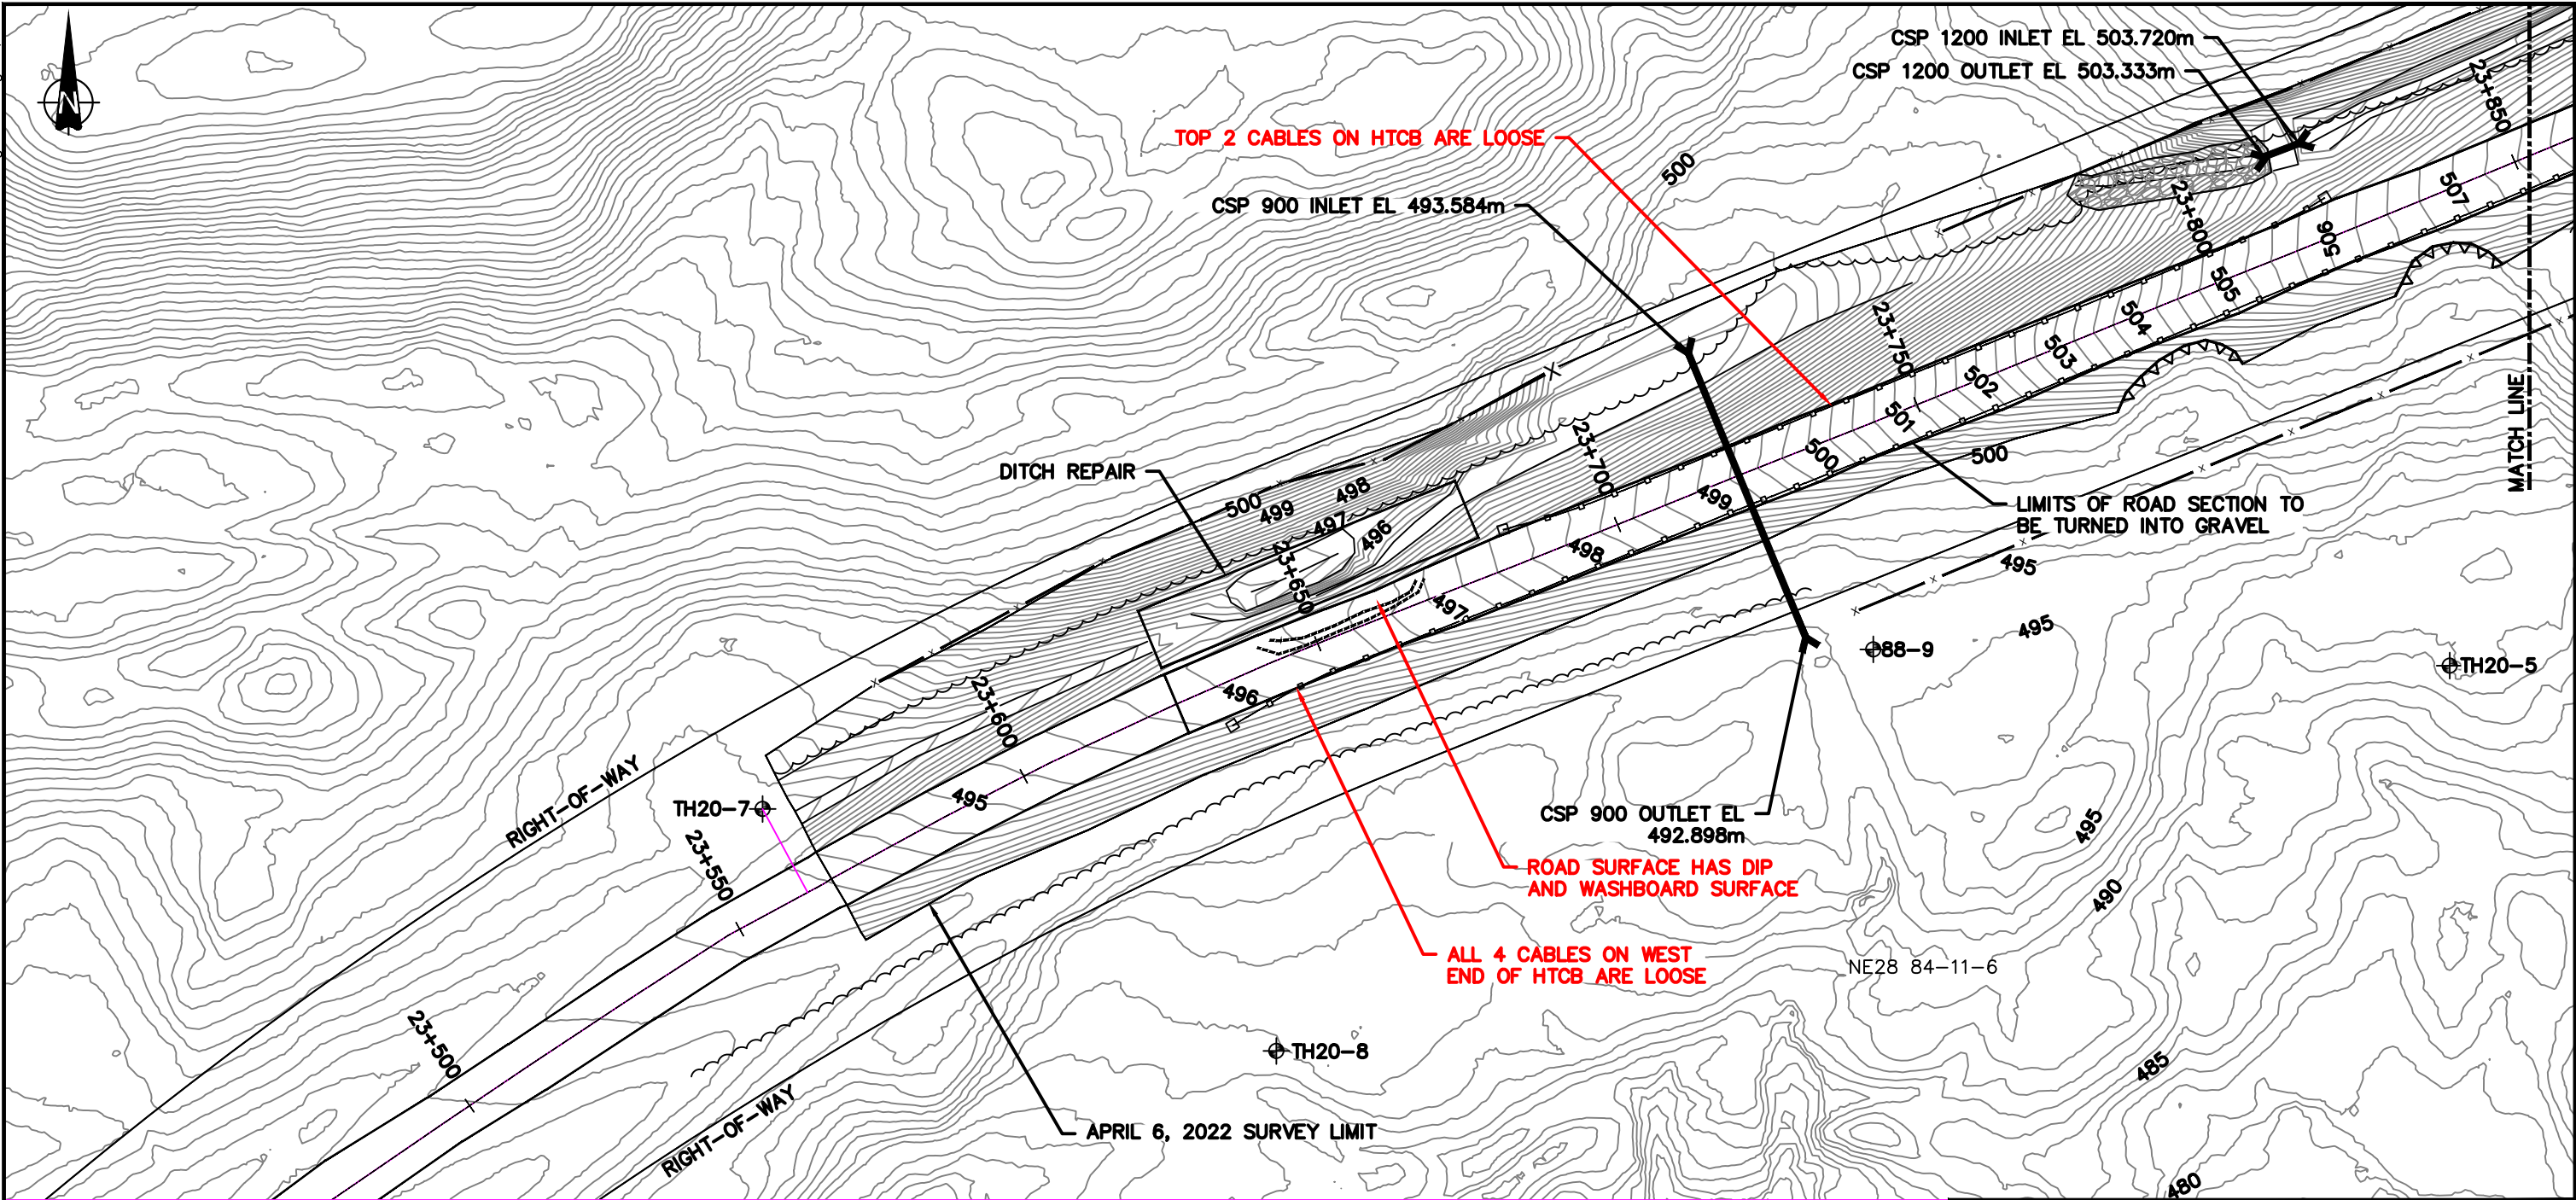 N
CSP 1200 INLET EL 503.720m
CSP 1200 OUTLET EL 503.333m
TOP 2 CABLES ON HTCB ARE LOOSE
CSP 900 INLET EL 493.584m
500
23+850
507
23+800
506
505
504
503
502
501
500
23+750
MATCH LINE
500
LIMITS OF ROAD SECTION TO
BE TURNED INTO GRAVEL
495
495
DITCH REPAIR
500
499
498
497
496
23+700
499
498
497
23+650
496
88-9
TH20-5
23+600
495
RIGHT-OF-WAY
TH20-7
23+550
CSP 900 OUTLET EL
492.898m
ROAD SURFACE HAS DIP
AND WASHBOARD SURFACE
495
490
ALL 4 CABLES ON WEST
END OF HTCB ARE LOOSE
NE28 84-11-6
23+500
TH20-8
485
RIGHT-OF-WAY
APRIL 6, 2022 SURVEY LIMIT
480